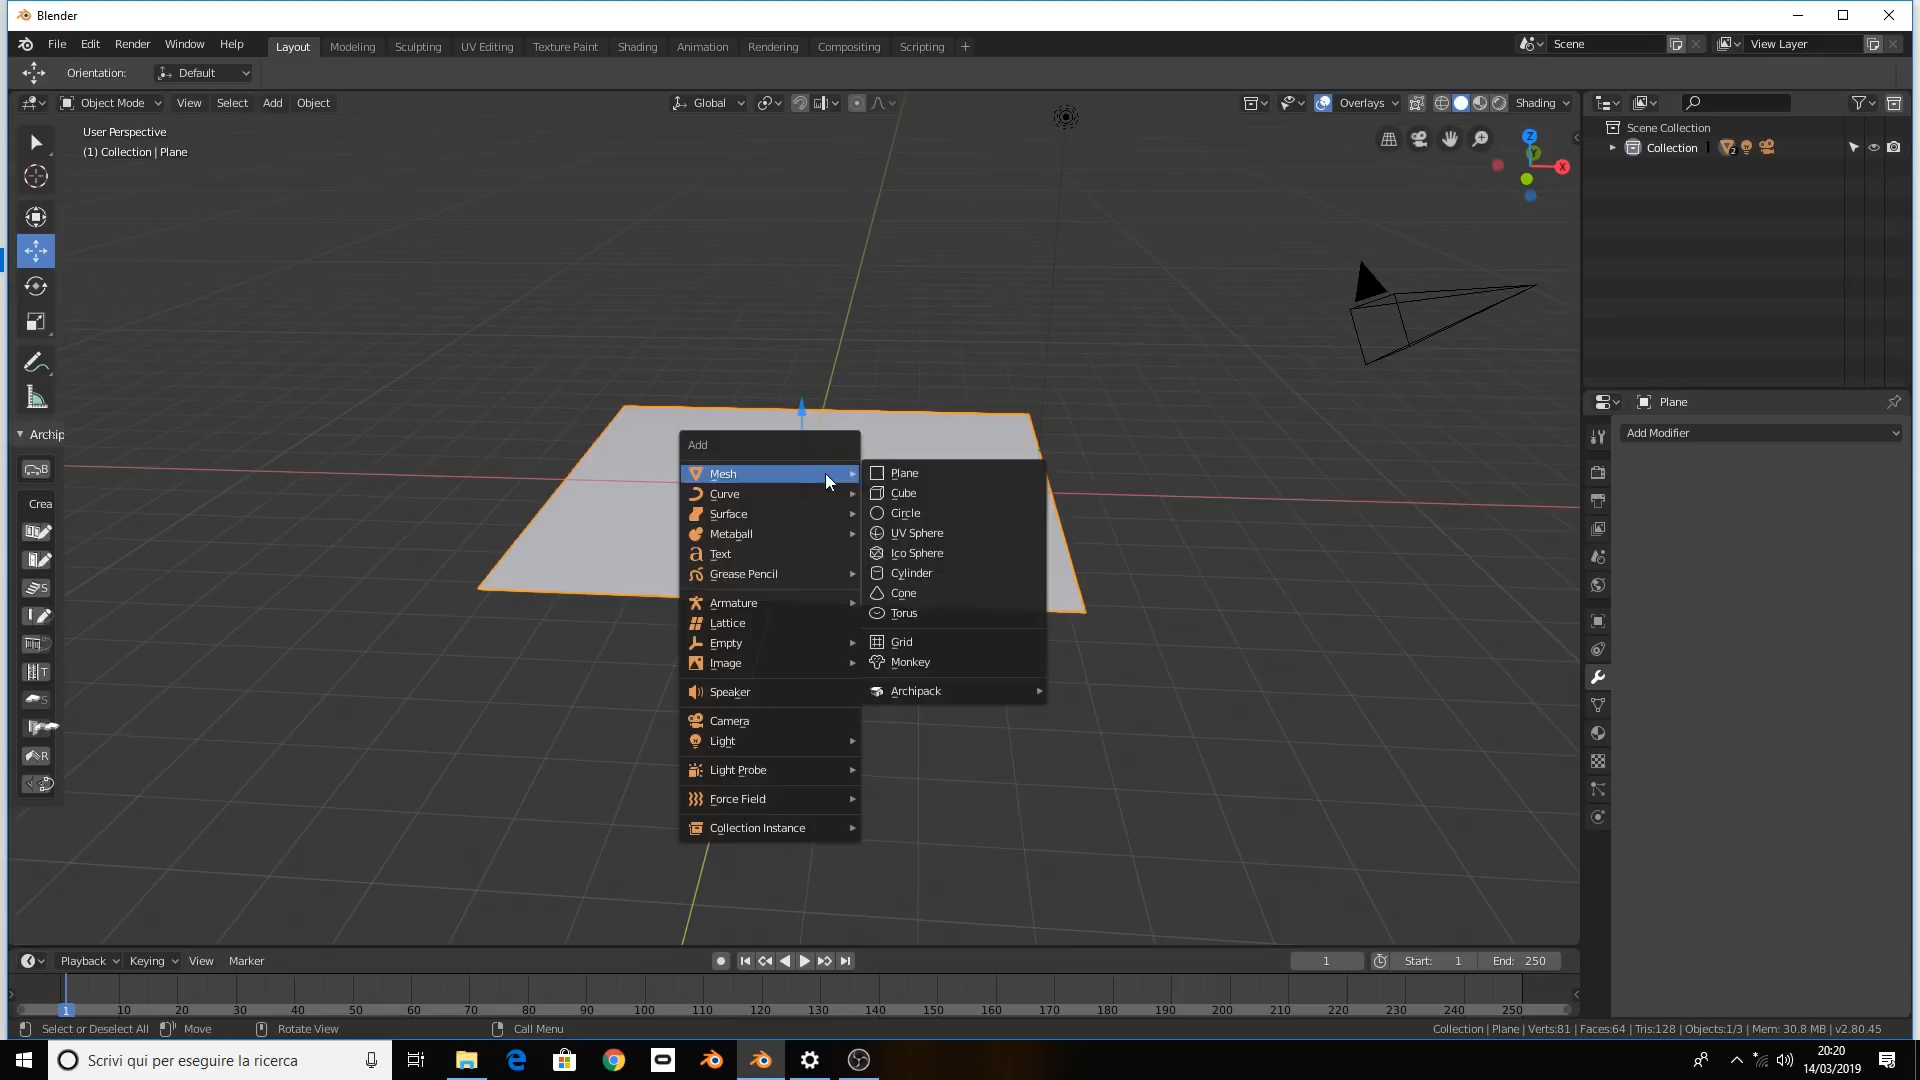 Blender
File Edit Render Window Help Layout Modeling Sculpting UV Editing Texture Paint Shading Animation Rendering Compositing Scripting + Scene View Layer
Orientation: Default
Object Mode View Select Add Object Global Overlays Shading
User Perspective
(1) Collection | Plane
Z
Y
X
Scene Collection
Collection 2
Plane
Add Modifier
Archip
B
Crea
S
T
S
R
Add
Mesh
Curve
Surface
Metaball
Text
Grease Pencil
Armature
Lattice
Empty
Image
Speaker
Camera
Light
Light Probe
Force Field
Collection Instance
Plane
Cube
Circle
UV Sphere
Ico Sphere
Cylinder
Cone
Torus
Grid
Monkey
Archipack
Playback Keying View Marker 1 Start: 1 End: 250
1 10 20 30 40 50 60 70 80 90 100 110 120 130 140 150 160 170 180 190 200 210 220 230 240 250
Select or Deselect All Move Rotate View Call Menu Collection | Plane | Verts:81 | Faces:64 | Tris:128 | Objects:1/3 | Mem: 30.8 MB | v2.80.45
Scrivi qui per eseguire la ricerca
20:20
14/03/2019